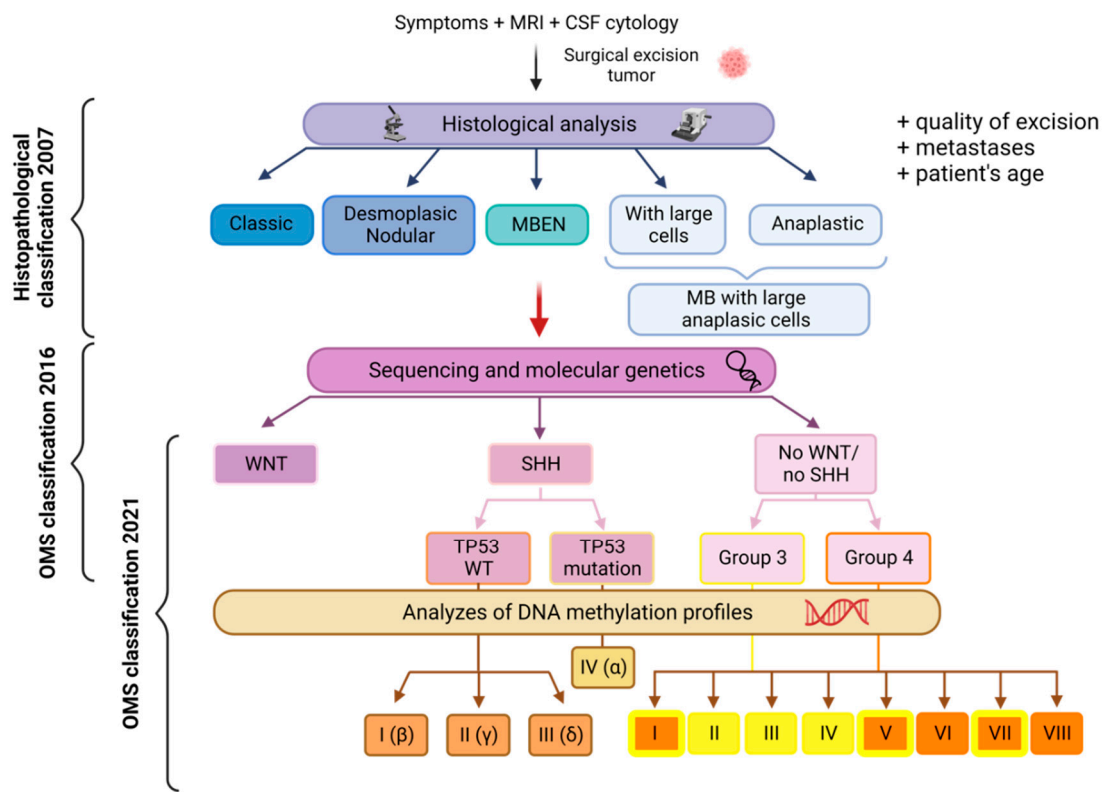 Symptoms + MRI + CSF cytology
Surgical excision
tumor
Histopathological
classification 2007
Histological analysis
+ quality of excision
+ metastases
+ patient's age
Classic
Desmoplasic
Nodular
MBEN
With large
cells
Anaplastic
MB with large
anaplasic cells
OMS classification 2016
Sequencing and molecular genetics
OMS classification 2021
WNT
SHH
No WNT/
no SHH
TP53
WT
TP53
mutation
Group 3
Group 4
Analyzes of DNA methylation profiles
IV (α)
I (β)
II (γ)
III (δ)
I
II
III
IV
V
VI
VII
VIII